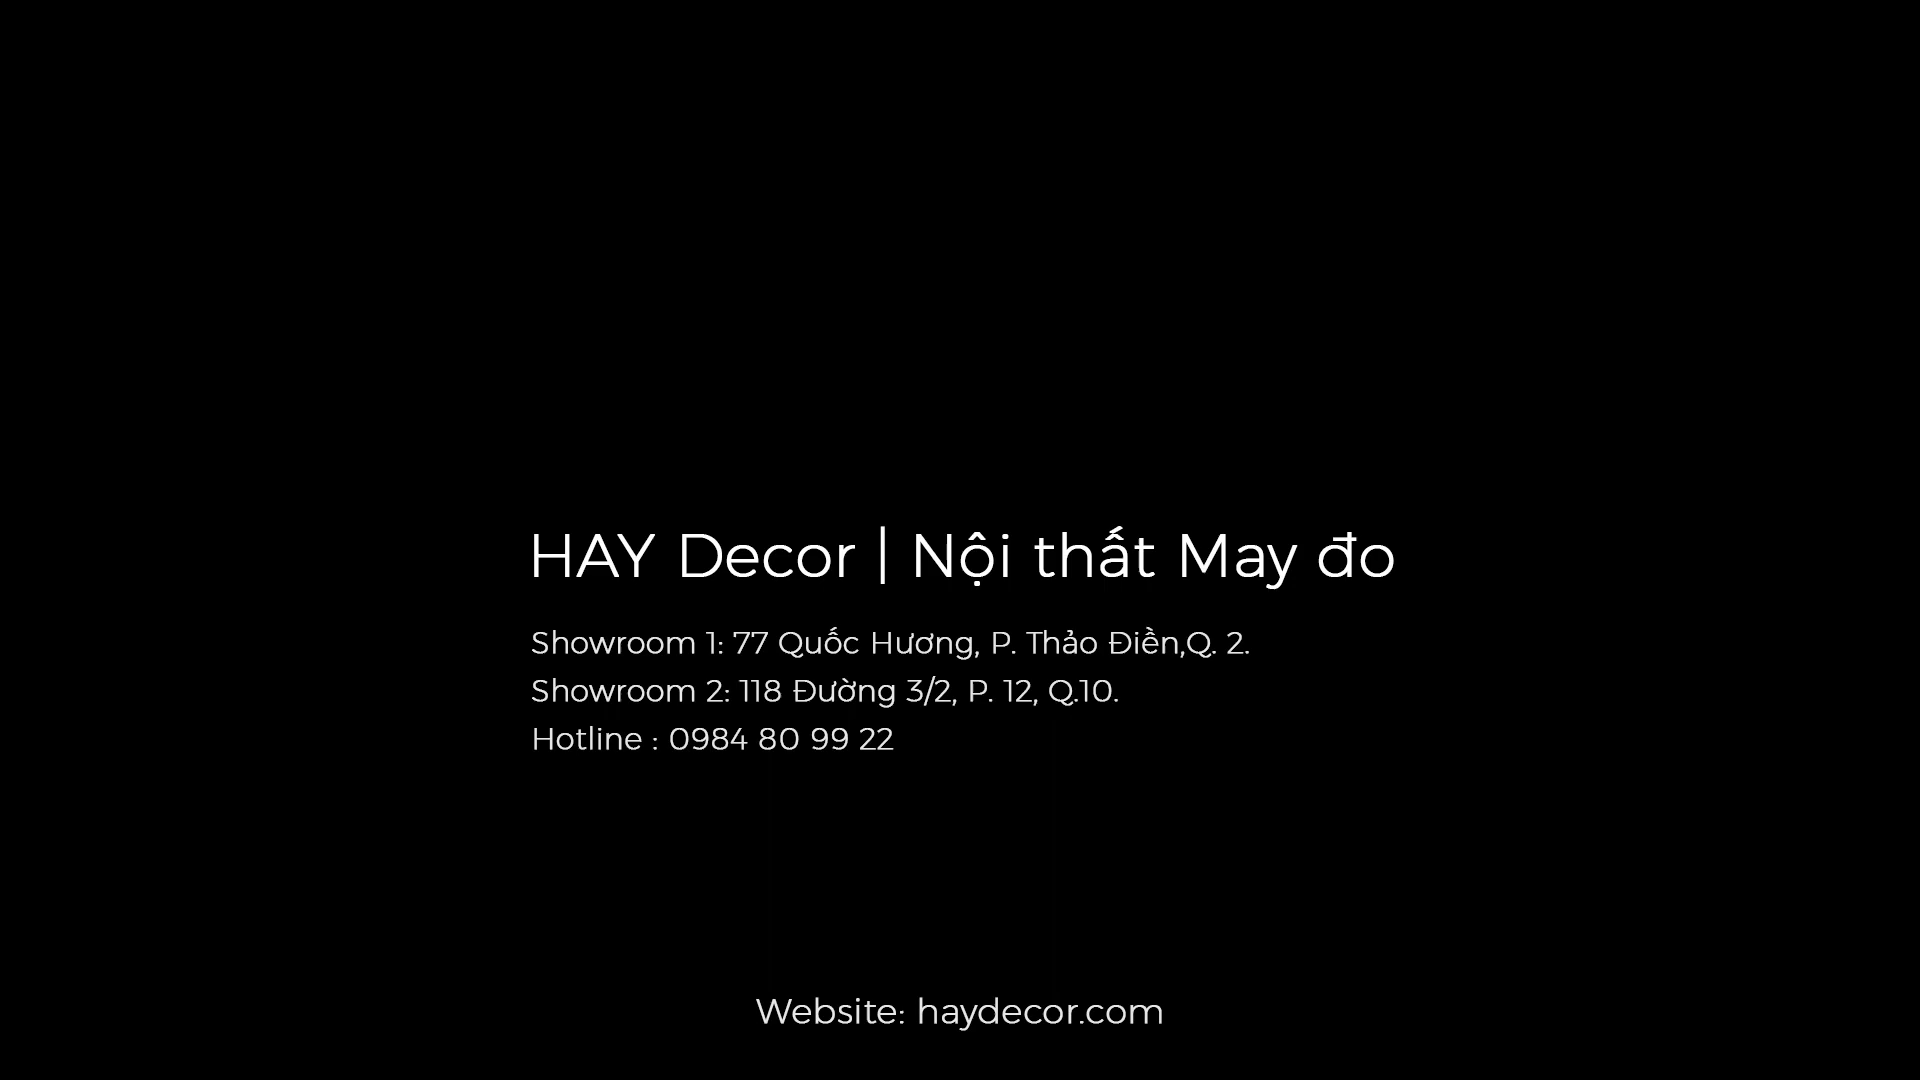 HAY Decor | Nội thất May đo
Showroom 1: 77 Quốc Hương, P. Thảo Điền,Q. 2.
Showroom 2: 118 Đường 3/2, P. 12, Q.10.
Hotline : 0984 80 99 22
Website: haydecor.com